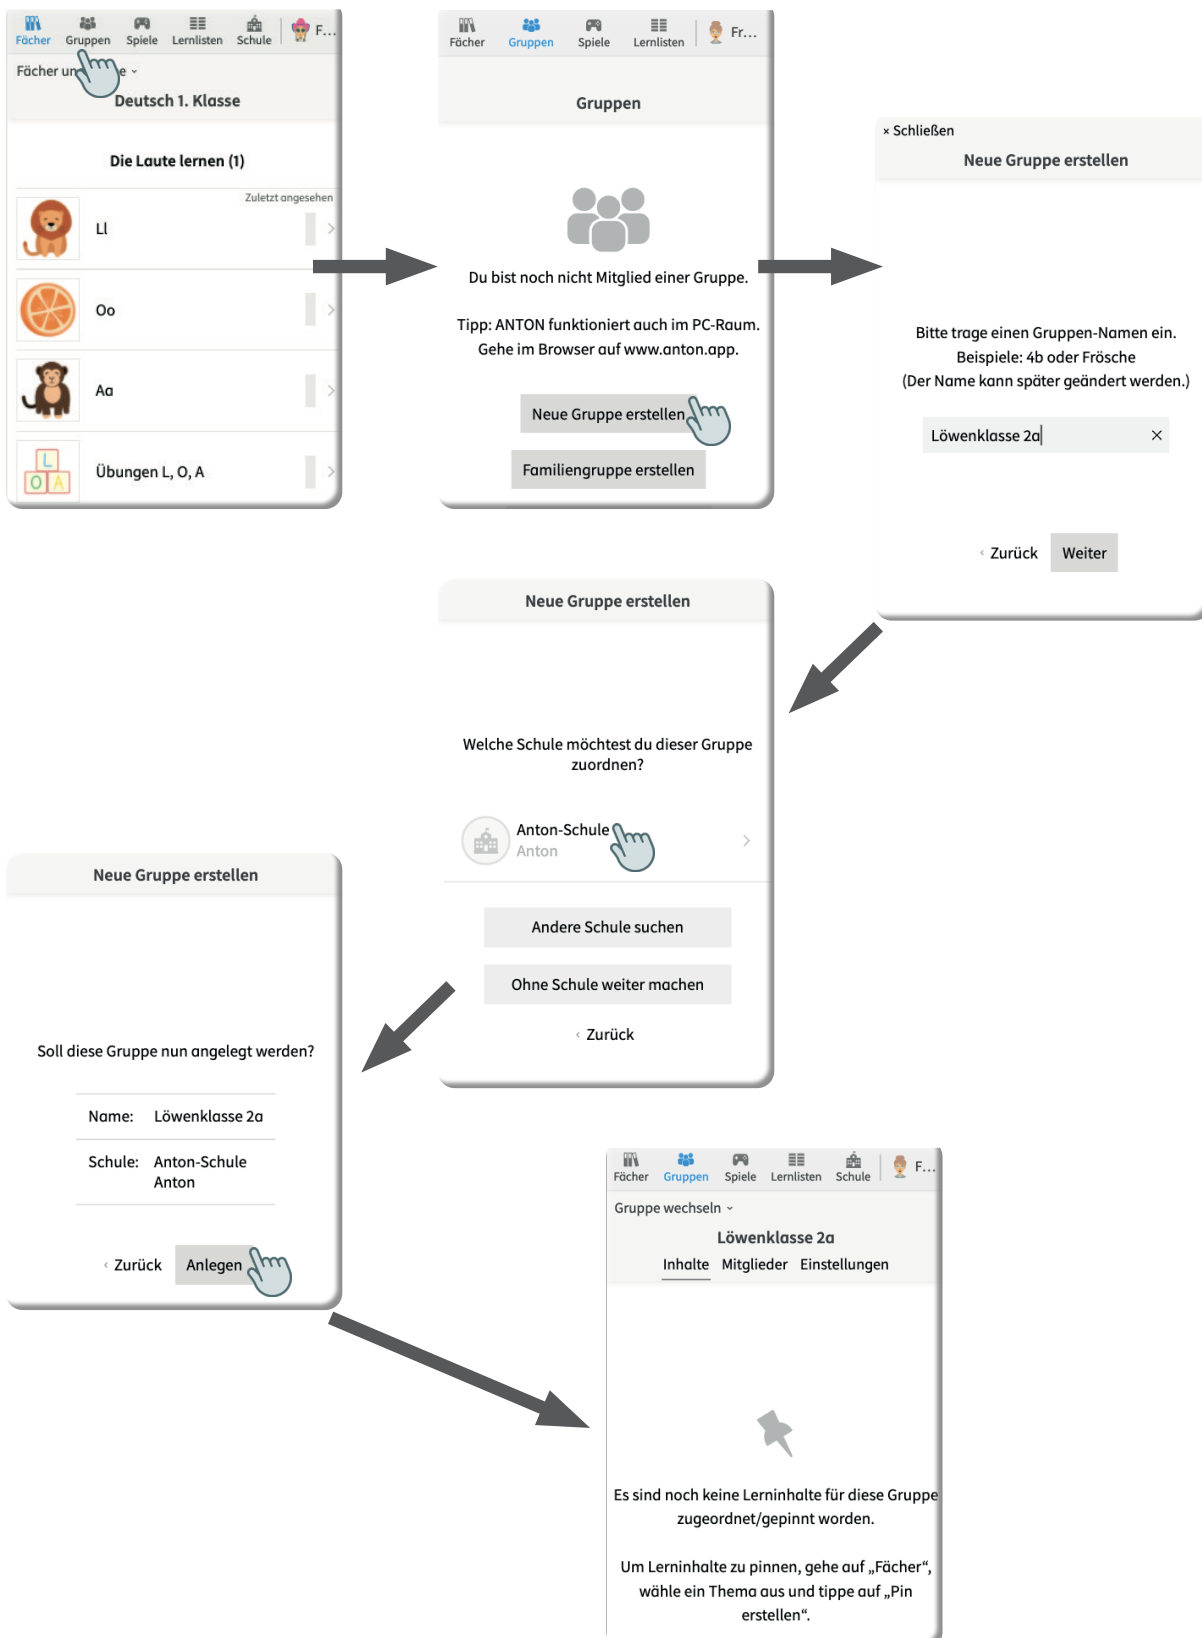 Fächer Gruppen Spiele Lernlisten Schule F...
Fächer un e
Deutsch 1. Klasse
Die Laute lernen (1)
Zuletzt angesehen
Ll
Oo
Aa
L
O A
Übungen L, O, A
Fächer Gruppen Spiele Lernlisten Fr...
Gruppen
Du bist noch nicht Mitglied einer Gruppe.
Tipp: ANTON funktioniert auch im PC-Raum.
Gehe im Browser auf www.anton.app.
Neue Gruppe erstellen
Familiengruppe erstellen
× Schließen
Neue Gruppe erstellen
Bitte trage einen Gruppen-Namen ein.
Beispiele: 4b oder Frösche
(Der Name kann später geändert werden.)
Löwenklasse 2a ×
‹ Zurück Weiter
Neue Gruppe erstellen
Welche Schule möchtest du dieser Gruppe
zuordnen?
Anton-Schule
Anton
Andere Schule suchen
Ohne Schule weiter machen
‹ Zurück
Neue Gruppe erstellen
Soll diese Gruppe nun angelegt werden?
Name: Löwenklasse 2a
Schule: Anton-Schule
Anton
‹ Zurück Anlegen
Fächer Gruppen Spiele Lernlisten Schule F...
Gruppe wechseln
Löwenklasse 2a
Inhalte Mitglieder Einstellungen
Es sind noch keine Lerninhalte für diese Gruppe
zugeordnet/gepinnt worden.
Um Lerninhalte zu pinnen, gehe auf „Fächer“,
wähle ein Thema aus und tippe auf „Pin
erstellen“.